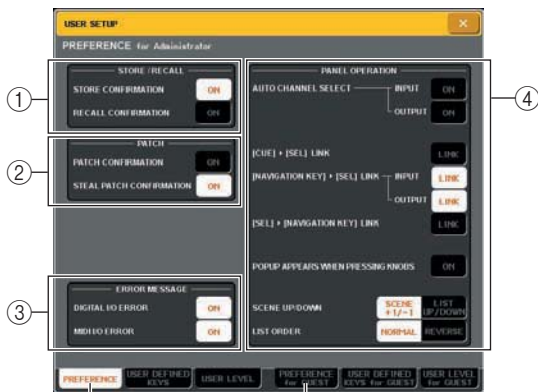 USER SETUP
PREFERENCE for Administrator
STORE/RECALL
STORE CONFIRMATION ON
RECALL CONFIRMATION ON
PATCH
PATCH CONFIRMATION ON
STEAL PATCH CONFIRMATION ON
ERROR MESSAGE
DIGITAL I/O ERROR ON
MIDI I/O ERROR ON
PANEL OPERATION
AUTO CHANNEL SELECT INPUT ON
OUTPUT ON
[CUE] ▸ [SEL] LINK LINK
[NAVIGATION KEY] ▸ [SEL] LINK INPUT LINK
OUTPUT LINK
[SEL] ▸ [NAVIGATION KEY] LINK LINK
POPUP APPEARS WHEN PRESSING KNOBS ON
SCENE UP/DOWN SCENE +1/-1 LIST UP/DOWN
LIST ORDER NORMAL REVERSE
PREFERENCE USER DEFINED KEYS USER LEVEL PREFERENCE for GUEST USER DEFINED KEYS for GUEST USER LEVEL for GUEST
①
②
③
④